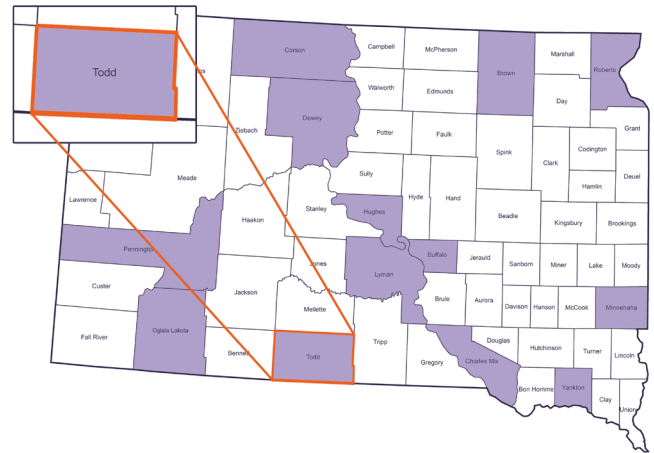 Todd
Corson
Campbell
McPherson
Brown
Marshall
Roberts
Walworth
Edmunds
Day
Dewey
Ziebach
Potter
Faulk
Spink
Grant
Codington
Clark
Deuel
Hamlin
Meade
Sully
Hyde
Hand
Lawrence
Stanley
Hughes
Haakon
Beadle
Kingsbury
Brookings
Pennington
Buffalo
Jerauld
Sanborn
Miner
Lake
Moody
Jones
Lyman
Custer
Jackson
Brule
Aurora
Davison
Hanson
McCook
Minnehaha
Mellette
Fall River
Oglala Lakota
Bennett
Todd
Tripp
Gregory
Douglas
Charles Mix
Hutchinson
Turner
Lincoln
Bon Homme
Yankton
Clay
Union